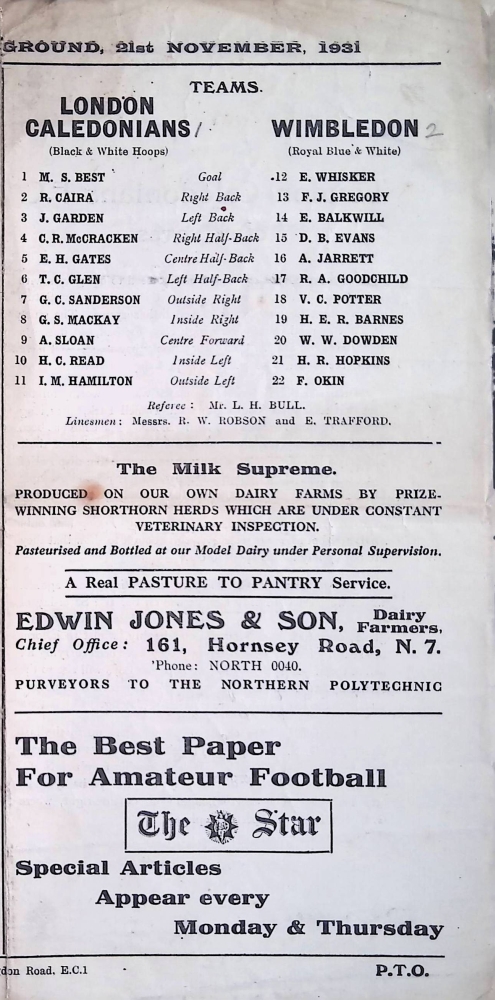 GROUND, 21st NOVEMBER, 1931
TEAMS.
LONDON
CALEDONIANS 1 WIMBLEDON 2
(Black & White Hoops) (Royal Blue & White)
1 M. S. BEST Goal 12 E. WHISKER
2 R. CAIRA Right Back 13 F. J. GREGORY
3 J. GARDEN Left Back 14 E. BALKWILL
4 C. R. McCRACKEN Right Half-Back 15 D. B. EVANS
5 E. H. GATES Centre Half-Back 16 A. JARRETT
6 T. C. GLEN Left Half-Back 17 R. A. GOODCHILD
7 G. C. SANDERSON Outside Right 18 V. C. POTTER
8 G. S. MACKAY Inside Right 19 H. E. R. BARNES
9 A. SLOAN Centre Forward 20 W. W. DOWDEN
10 H. C. READ Inside Left 21 H. R. HOPKINS
11 I. M. HAMILTON Outside Left 22 F. OKIN
Referee: Mr. L. H. BULL.
Linesmen: Messrs. R. W. ROBSON and E. TRAFFORD.
The Milk Supreme.
PRODUCED ON OUR OWN DAIRY FARMS BY PRIZE-
WINNING SHORTHORN HERDS WHICH ARE UNDER CONSTANT
VETERINARY INSPECTION.
Pasteurised and Bottled at our Model Dairy under Personal Supervision.
A Real PASTURE TO PANTRY Service.
EDWIN JONES & SON, Dairy Farmers,
Chief Office: 161, Hornsey Road, N. 7.
'Phone: NORTH 0040.
PURVEYORS TO THE NORTHERN POLYTECHNIC
The Best Paper
For Amateur Football
The Star
Special Articles
Appear every
Monday & Thursday
don Road, E.C.1 P.T.O.